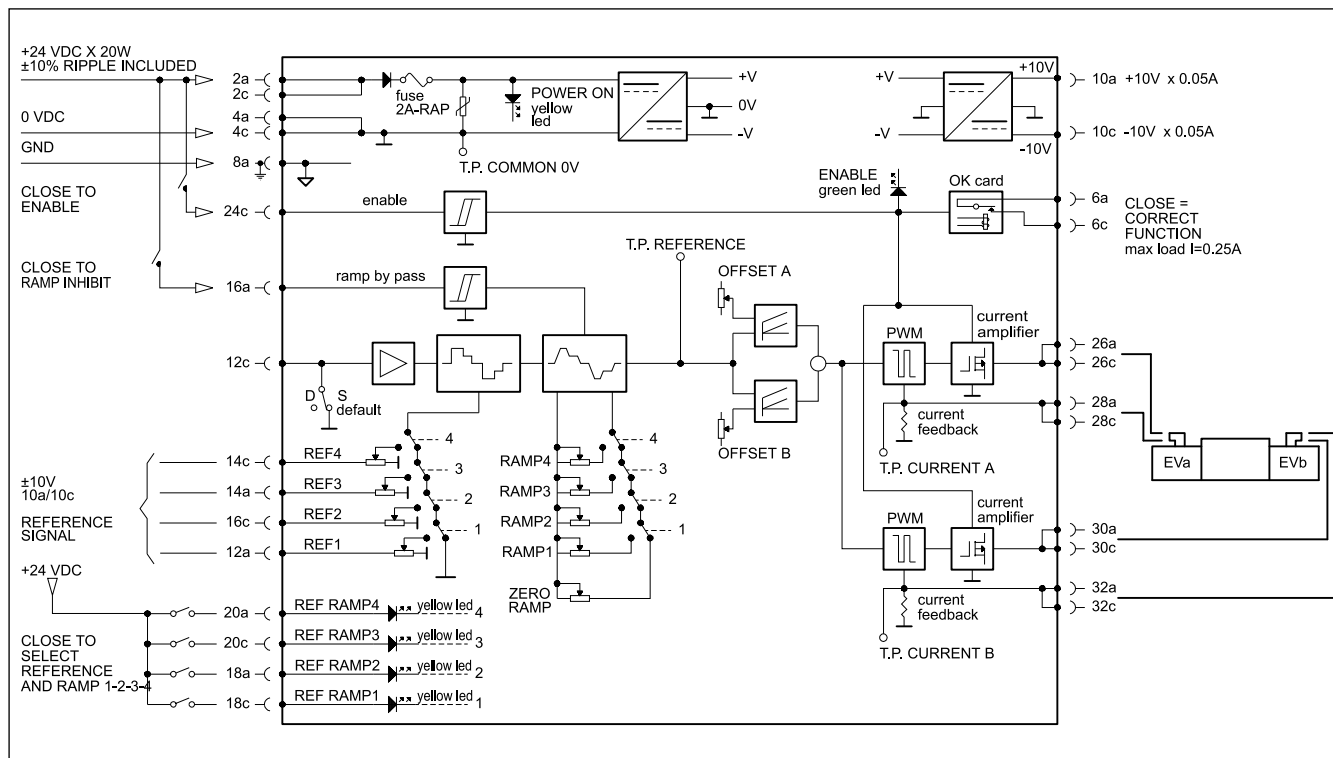 +24 VDC X 20W
±10% RIPPLE INCLUDED
0 VDC
GND
CLOSE TO
ENABLE
CLOSE TO
RAMP INHIBIT
2a
2c
4a
4c
8a
24c
16a
12c
14c
14a
16c
12a
20a
20c
18a
18c
fuse
2A-RAP
POWER ON
yellow
led
T.P. COMMON 0V
+V
0V
-V
+V
-V
+10V
-10V
10a +10V x 0.05A
10c -10V x 0.05A
enable
ENABLE
green led
OK card
6a
6c
CLOSE =
CORRECT
FUNCTION
max load I=0.25A
ramp by pass
T.P. REFERENCE
OFFSET A
OFFSET B
D
S
default
PWM
current
amplifier
26a
26c
28a
28c
current
feedback
T.P. CURRENT A
EVa
EVb
PWM
current
amplifier
30a
30c
32a
32c
current
feedback
T.P. CURRENT B
±10V
10a/10c
REFERENCE
SIGNAL
REF4
REF3
REF2
REF1
4
3
2
1
RAMP4
RAMP3
RAMP2
RAMP1
ZERO
RAMP
4
3
2
1
+24 VDC
CLOSE TO
SELECT
REFERENCE
AND RAMP 1-2-3-4
REF RAMP4 yellow led 4
REF RAMP3 yellow led 3
REF RAMP2 yellow led 2
REF RAMP1 yellow led 1